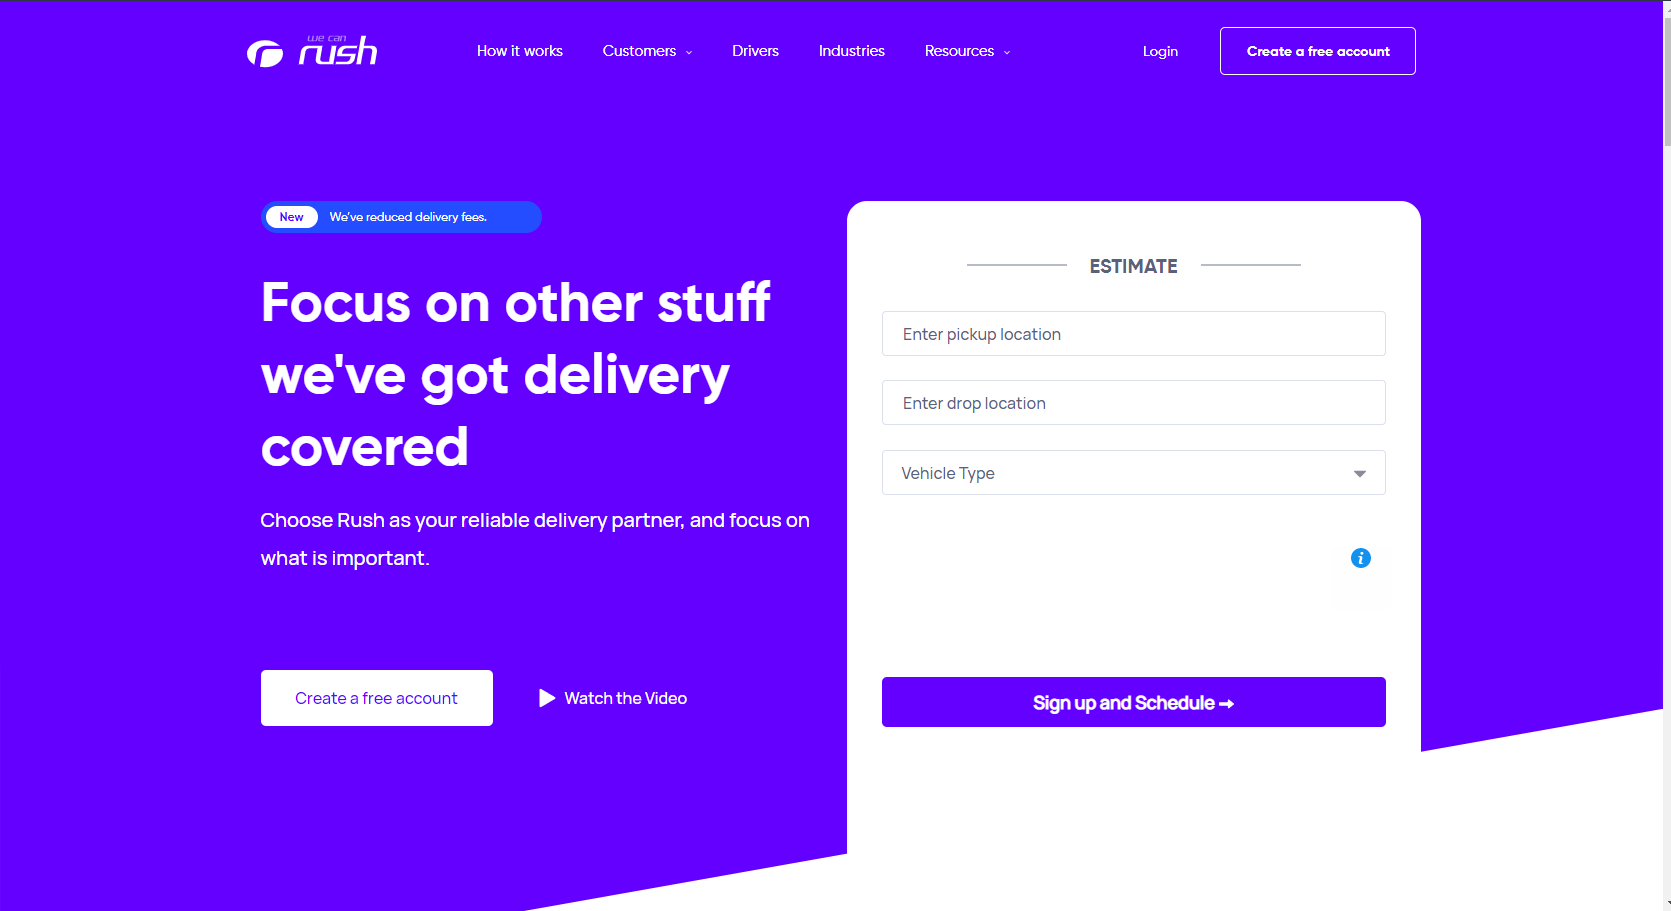 we can
rush
How it works
Customers
Drivers
Industries
Resources
Login
Create a free account
New
We've reduced delivery fees.
Focus on other stuff
we've got delivery
covered
Choose Rush as your reliable delivery partner, and focus on
what is important.
Create a free account
Watch the Video
ESTIMATE
Enter pickup location
Enter drop location
Vehicle Type
i
Sign up and Schedule →